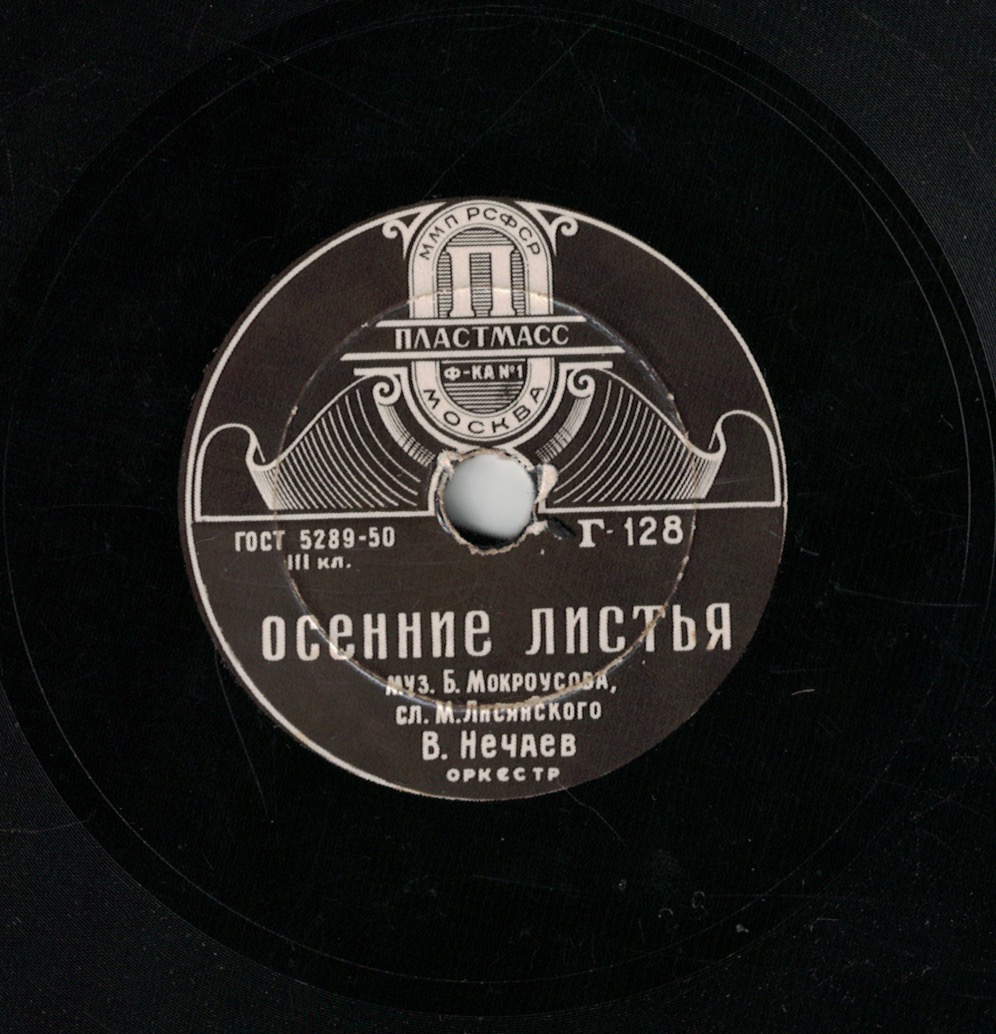 ММП РСФСР
П
ПЛАСТМАСС
Ф-КА №1
МОСКВА
ГОСТ 5289-50
III кл.
Г-128
ОСЕННИЕ ЛИСТЬЯ
муз. Б. Мокроусова,
сл. М. Лисянского
В. Нечаев
оркестр